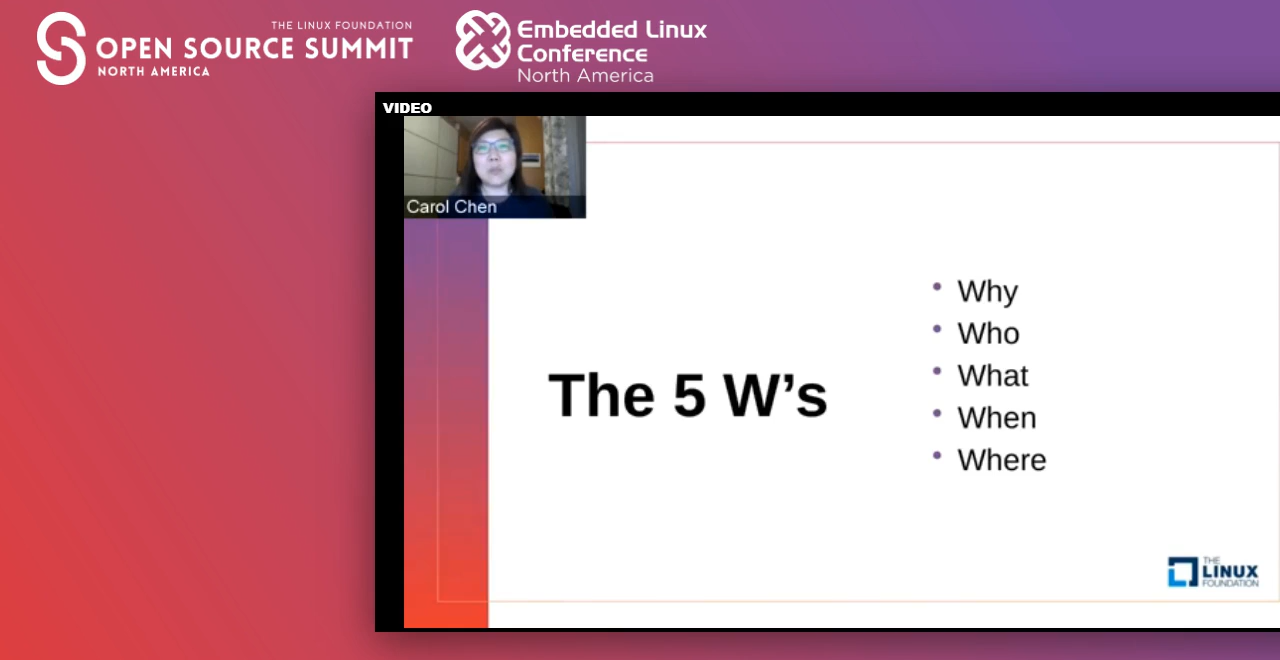 THE LINUX FOUNDATION
OPEN SOURCE SUMMIT
NORTH AMERICA
Embedded Linux
Conference
North America
VIDEO
Carol Chen
The 5 W’s
• Why
• Who
• What
• When
• Where
THE
LINUX
FOUNDATION